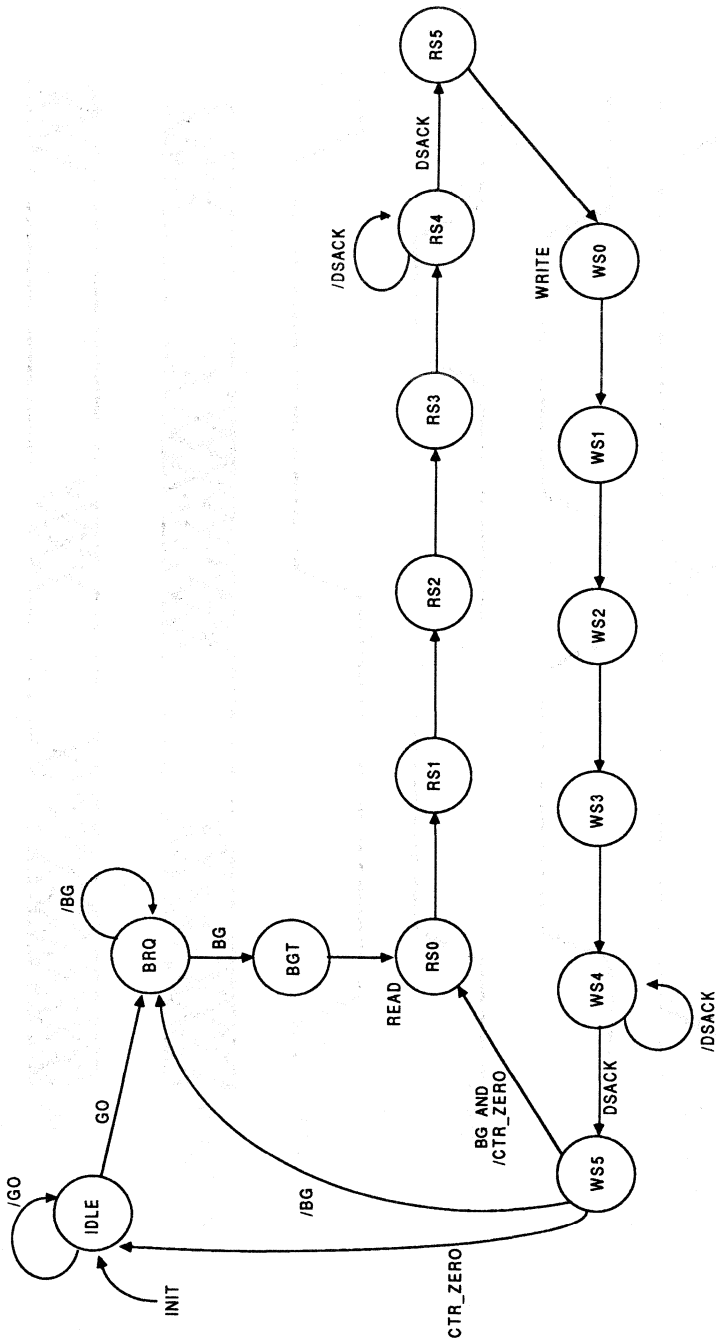 /GO
IDLE
INIT
GO
/BG
BRQ
BG
BGT
READ
RS0
RS1
RS2
RS3
/DSACK
RS4
DSACK
RS5
WRITE
WS0
WS1
WS2
WS3
WS4
/DSACK
DSACK
WS5
BG AND
/CTR_ZERO
/BG
CTR_ZERO